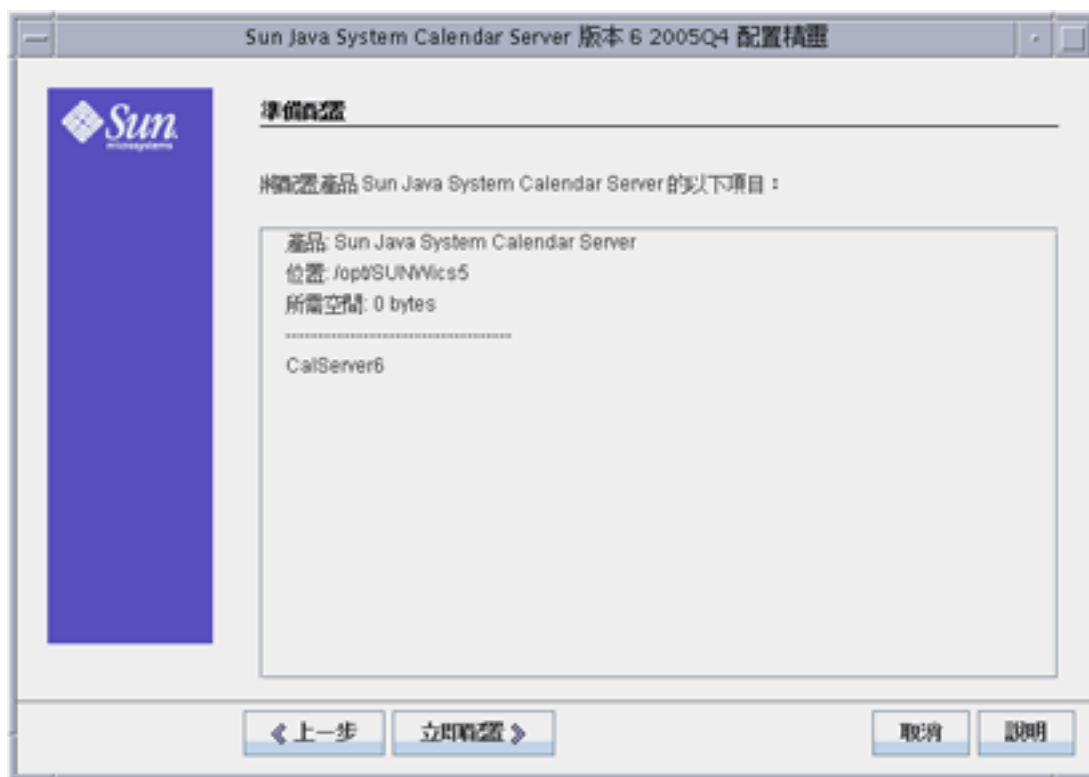 Sun Java System Calendar Server 版本 6 2005Q4 配置精靈
Sun
microsystems
準備配置
將配置產品 Sun Java System Calendar Server 的以下項目：
產品: Sun Java System Calendar Server
位置: /opt/SUNWics5
所需空間: 0 bytes
--------------------------------------
CalServer6
上一步
立即配置
取消
說明